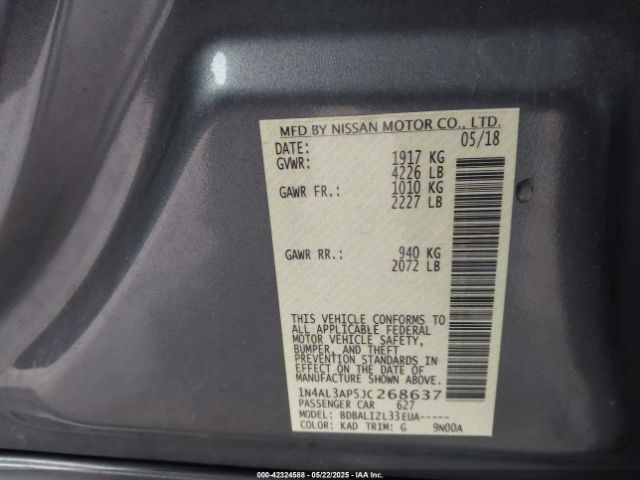 MFD BY NISSAN MOTOR CO., LTD.
DATE: 05/18
GVWR: 1917 KG
4226 LB
GAWR FR.: 1010 KG
2227 LB
GAWR RR.: 940 KG
2072 LB
THIS VEHICLE CONFORMS TO
ALL APPLICABLE FEDERAL
MOTOR VEHICLE SAFETY,
BUMPER, AND THEFT
PREVENTION STANDARDS IN
EFFECT ON THE DATE OF
MANUFACTURE SHOWN ABOVE.
1N4AL3AP5JC268637
PASSENGER CAR 627
MODEL: BDBALIZL33EUA-----
COLOR: KAD TRIM: G 9N00A
000-42324588 - 05/22/2025 - IAA Inc.